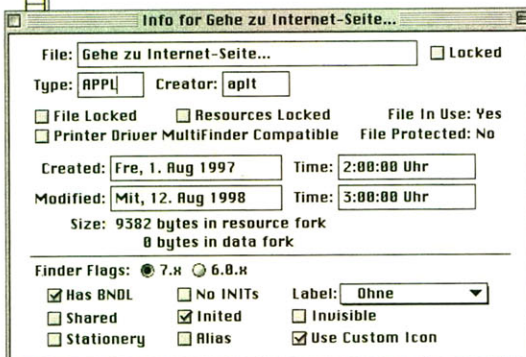 Info for Gehe zu Internet-Seite...
File: Gehe zu Internet-Seite... Locked
Type: APPL Creator: aplt
File Locked Resources Locked File In Use: Yes
Printer Driver MultiFinder Compatible File Protected: No
Created: Fre, 1. Aug 1997 Time: 2:00:00 Uhr
Modified: Mit, 12. Aug 1998 Time: 3:00:00 Uhr
Size: 9382 bytes in resource fork
0 bytes in data fork
Finder Flags: 7.x 6.0.x
Has BNDL No INITs Label: Ohne
Shared Inited Invisible
Stationery Alias Use Custom Icon